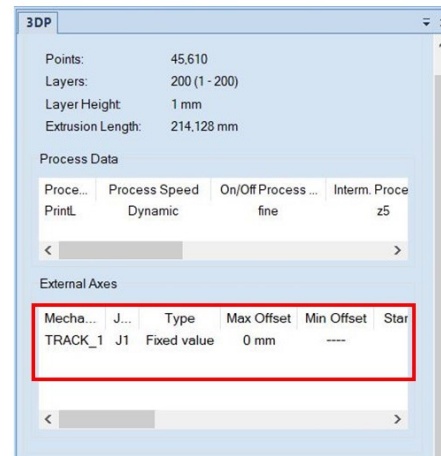 3DP
Points: 45,610
Layers: 200 (1 - 200)
Layer Height: 1 mm
Extrusion Length: 214,128 mm
Process Data
Proce... Process Speed On/Off Process ... Interm. Proce
PrintL Dynamic fine z5
External Axes
Mecha... J... Type Max Offset Min Offset Star
TRACK_1 J1 Fixed value 0 mm ----